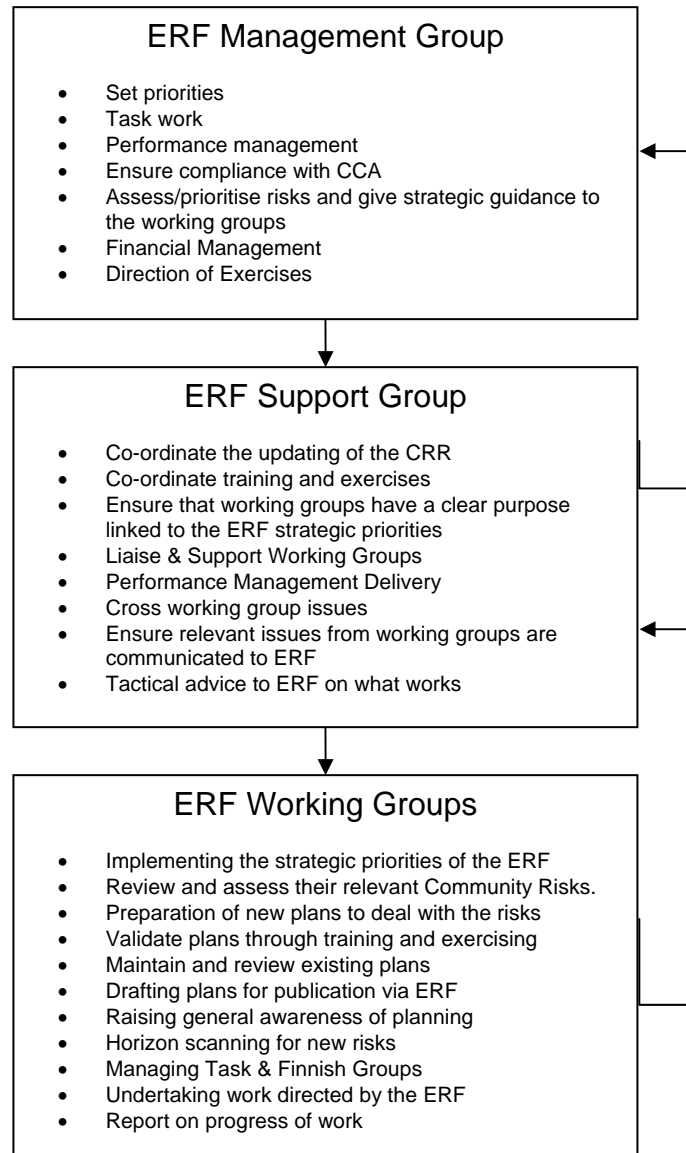 ERF Management Group
• Set priorities
• Task work
• Performance management
• Ensure compliance with CCA
• Assess/prioritise risks and give strategic guidance to
the working groups
• Financial Management
• Direction of Exercises
ERF Support Group
• Co-ordinate the updating of the CRR
• Co-ordinate training and exercises
• Ensure that working groups have a clear purpose
linked to the ERF strategic priorities
• Liaise & Support Working Groups
• Performance Management Delivery
• Cross working group issues
• Ensure relevant issues from working groups are
communicated to ERF
• Tactical advice to ERF on what works
ERF Working Groups
• Implementing the strategic priorities of the ERF
• Review and assess their relevant Community Risks.
• Preparation of new plans to deal with the risks
• Validate plans through training and exercising
• Maintain and review existing plans
• Drafting plans for publication via ERF
• Raising general awareness of planning
• Horizon scanning for new risks
• Managing Task & Finnish Groups
• Undertaking work directed by the ERF
• Report on progress of work